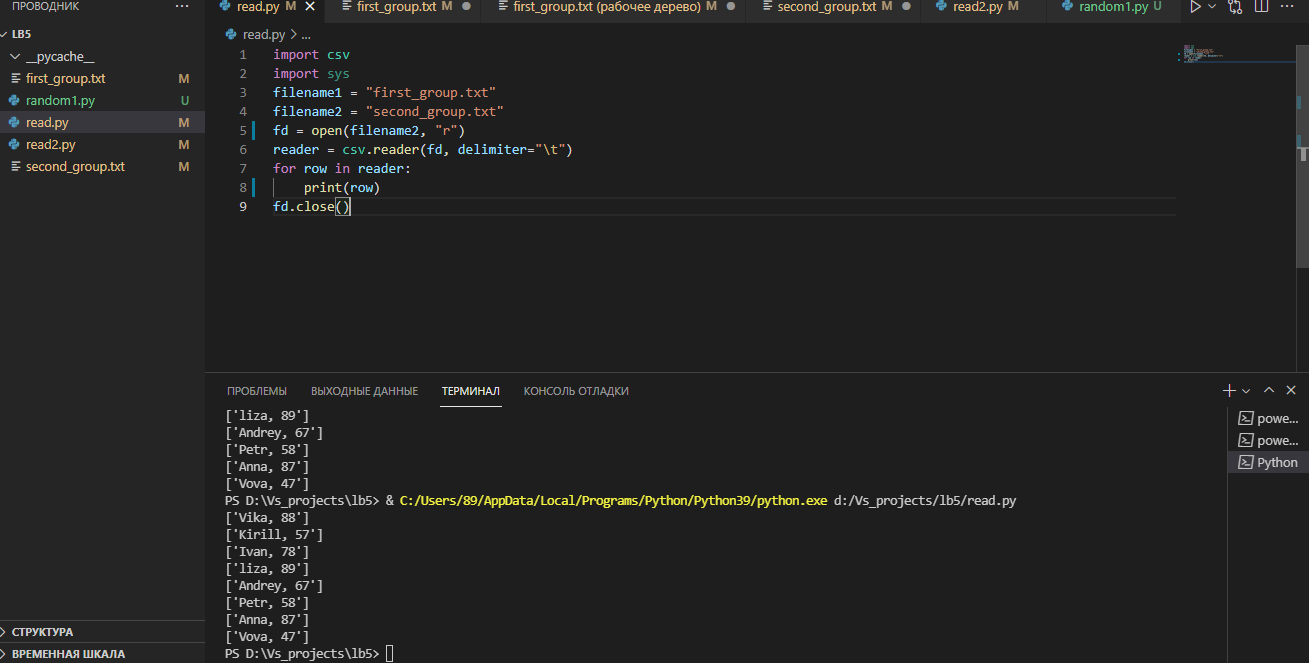 ПРОВОДНИК ...
read.py M
first_group.txt M
first_group.txt (рабочее дерево) M
second_group.txt M
read2.py M
random1.py U
LB5
__pycache__
first_group.txt M
random1.py U
read.py M
read2.py M
second_group.txt M
СТРУКТУРА
ВРЕМЕННАЯ ШКАЛА
read.py > ...
1 import csv
2 import sys
3 filename1 = "first_group.txt"
4 filename2 = "second_group.txt"
5 fd = open(filename2, "r")
6 reader = csv.reader(fd, delimiter="\t")
7 for row in reader:
8     print(row)
9 fd.close()
ПРОБЛЕМЫ ВЫХОДНЫЕ ДАННЫЕ ТЕРМИНАЛ КОНСОЛЬ ОТЛАДКИ
['liza, 89']
['Andrey, 67']
['Petr, 58']
['Anna, 87']
['Vova, 47']
PS D:\Vs_projects\lb5> & C:/Users/89/AppData/Local/Programs/Python/Python39/python.exe d:/Vs_projects/lb5/read.py
['Vika, 88']
['Kirill, 57']
['Ivan, 78']
['liza, 89']
['Andrey, 67']
['Petr, 58']
['Anna, 87']
['Vova, 47']
PS D:\Vs_projects\lb5>
powe...
powe...
Python